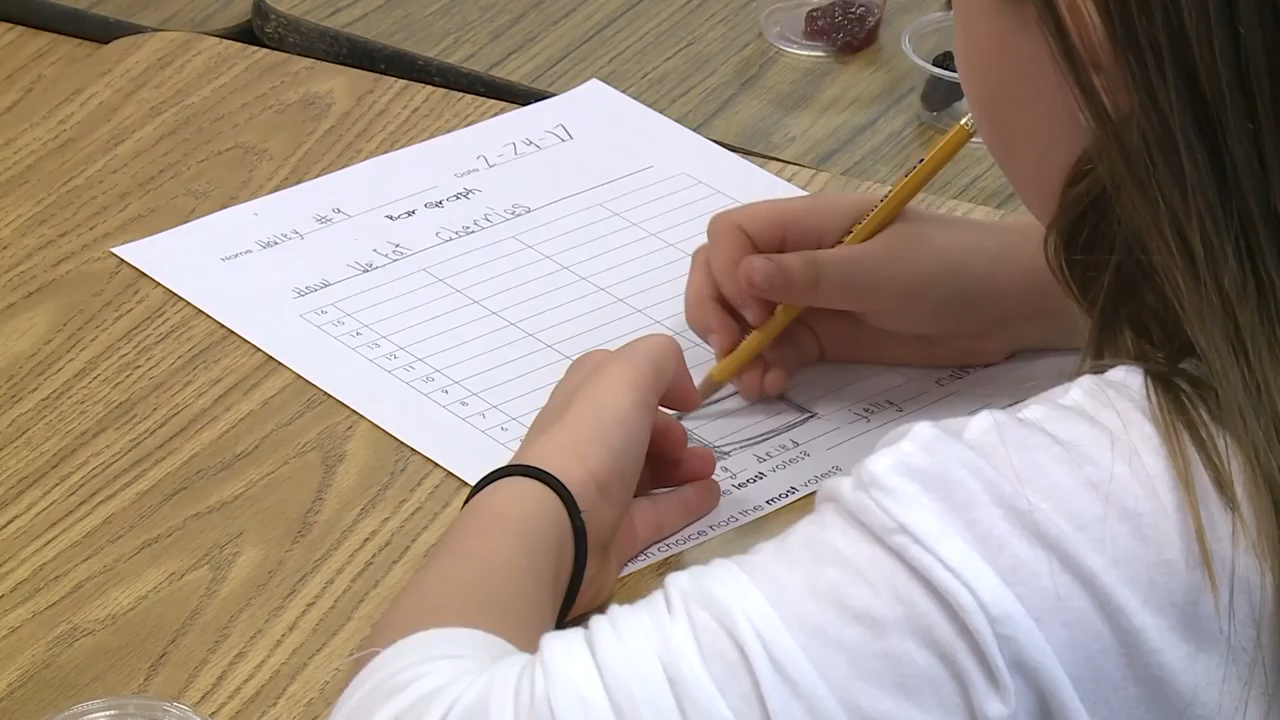 Name Hailey #9 Date 2-24-17
Bar Graph
How We Eat Cherries
16
15
14
13
12
11
10
9
8
7
6
dried jelly
least votes?
choice had the most votes?